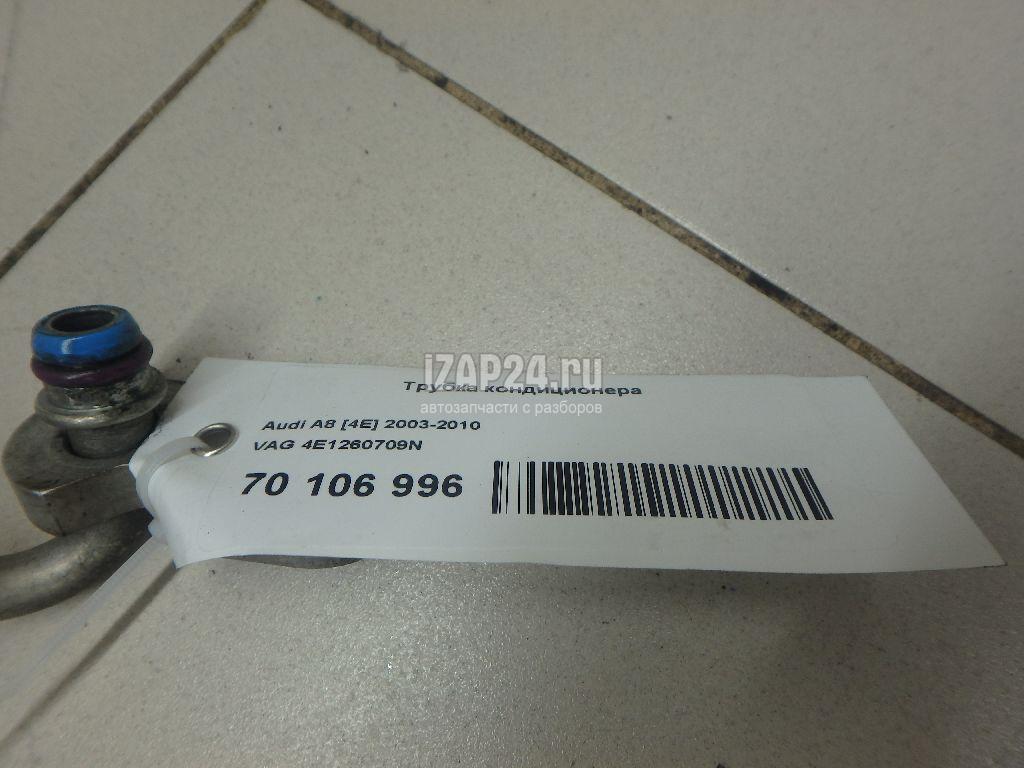 iZAP24.ru
Трубка кондиционера
автозапчасти с разборов
Audi A8 [4E] 2003-2010
VAG 4E1260709N
70 106 996